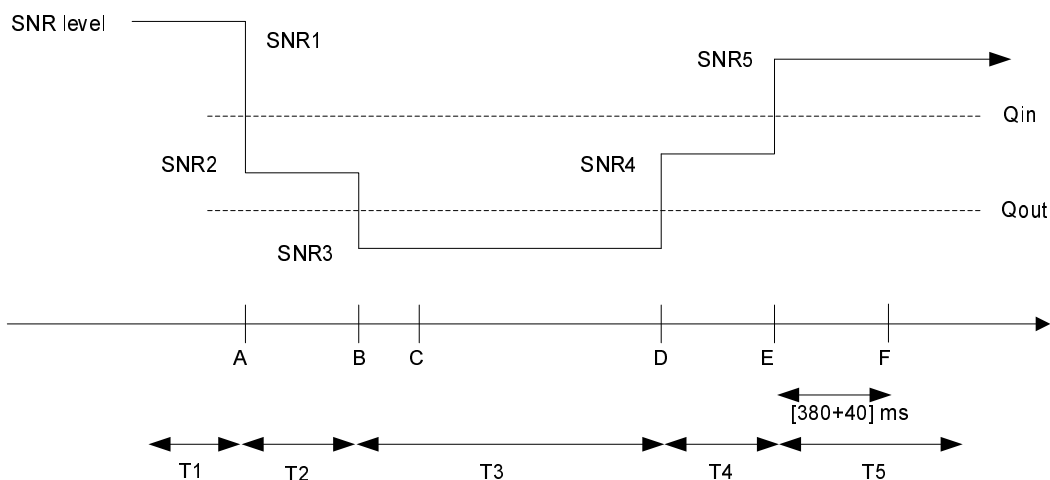 SNR level
SNR1
SNR5
Qin
SNR2
SNR4
Qout
SNR3
A B C D E F
[380+40] ms
T1 T2 T3 T4 T5